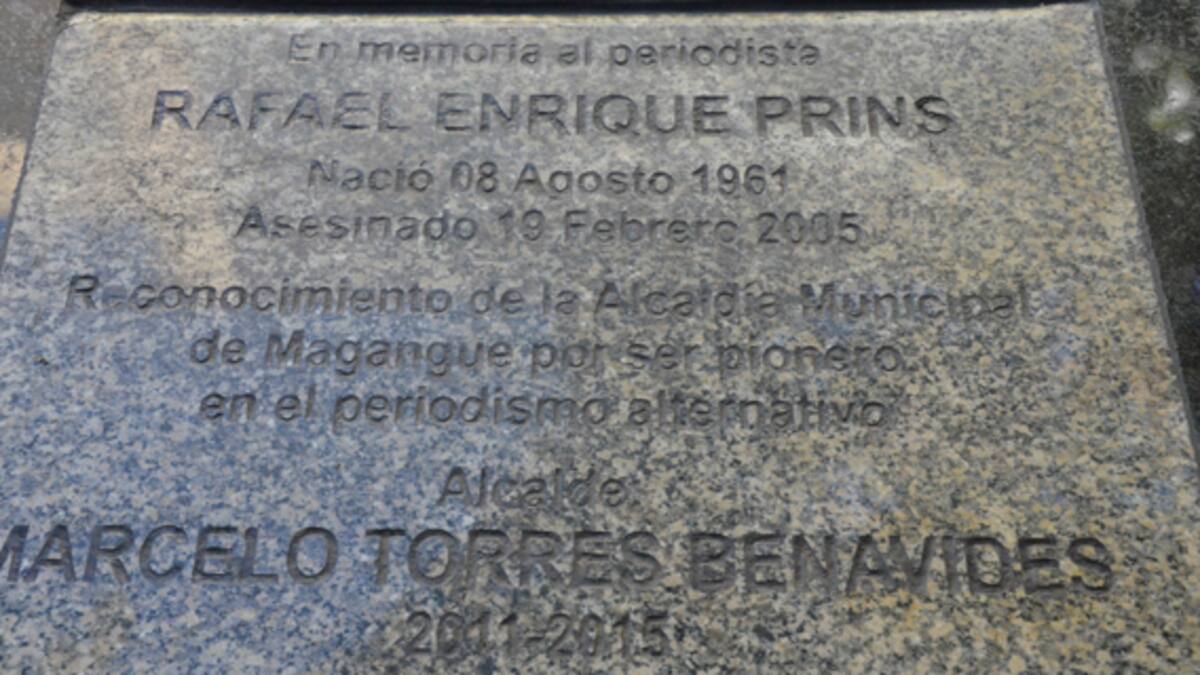 En memoria al periodista
RAFAEL ENRIQUE PRINS
Nació 08 Agosto 1961
Asesinado 19 Febrero 2005
Reconocimiento de la Alcaldía Municipal
de Magangue por ser pionero
en el periodismo alternativo
Alcalde
MARCELO TORRES BENAVIDES
2011-2015